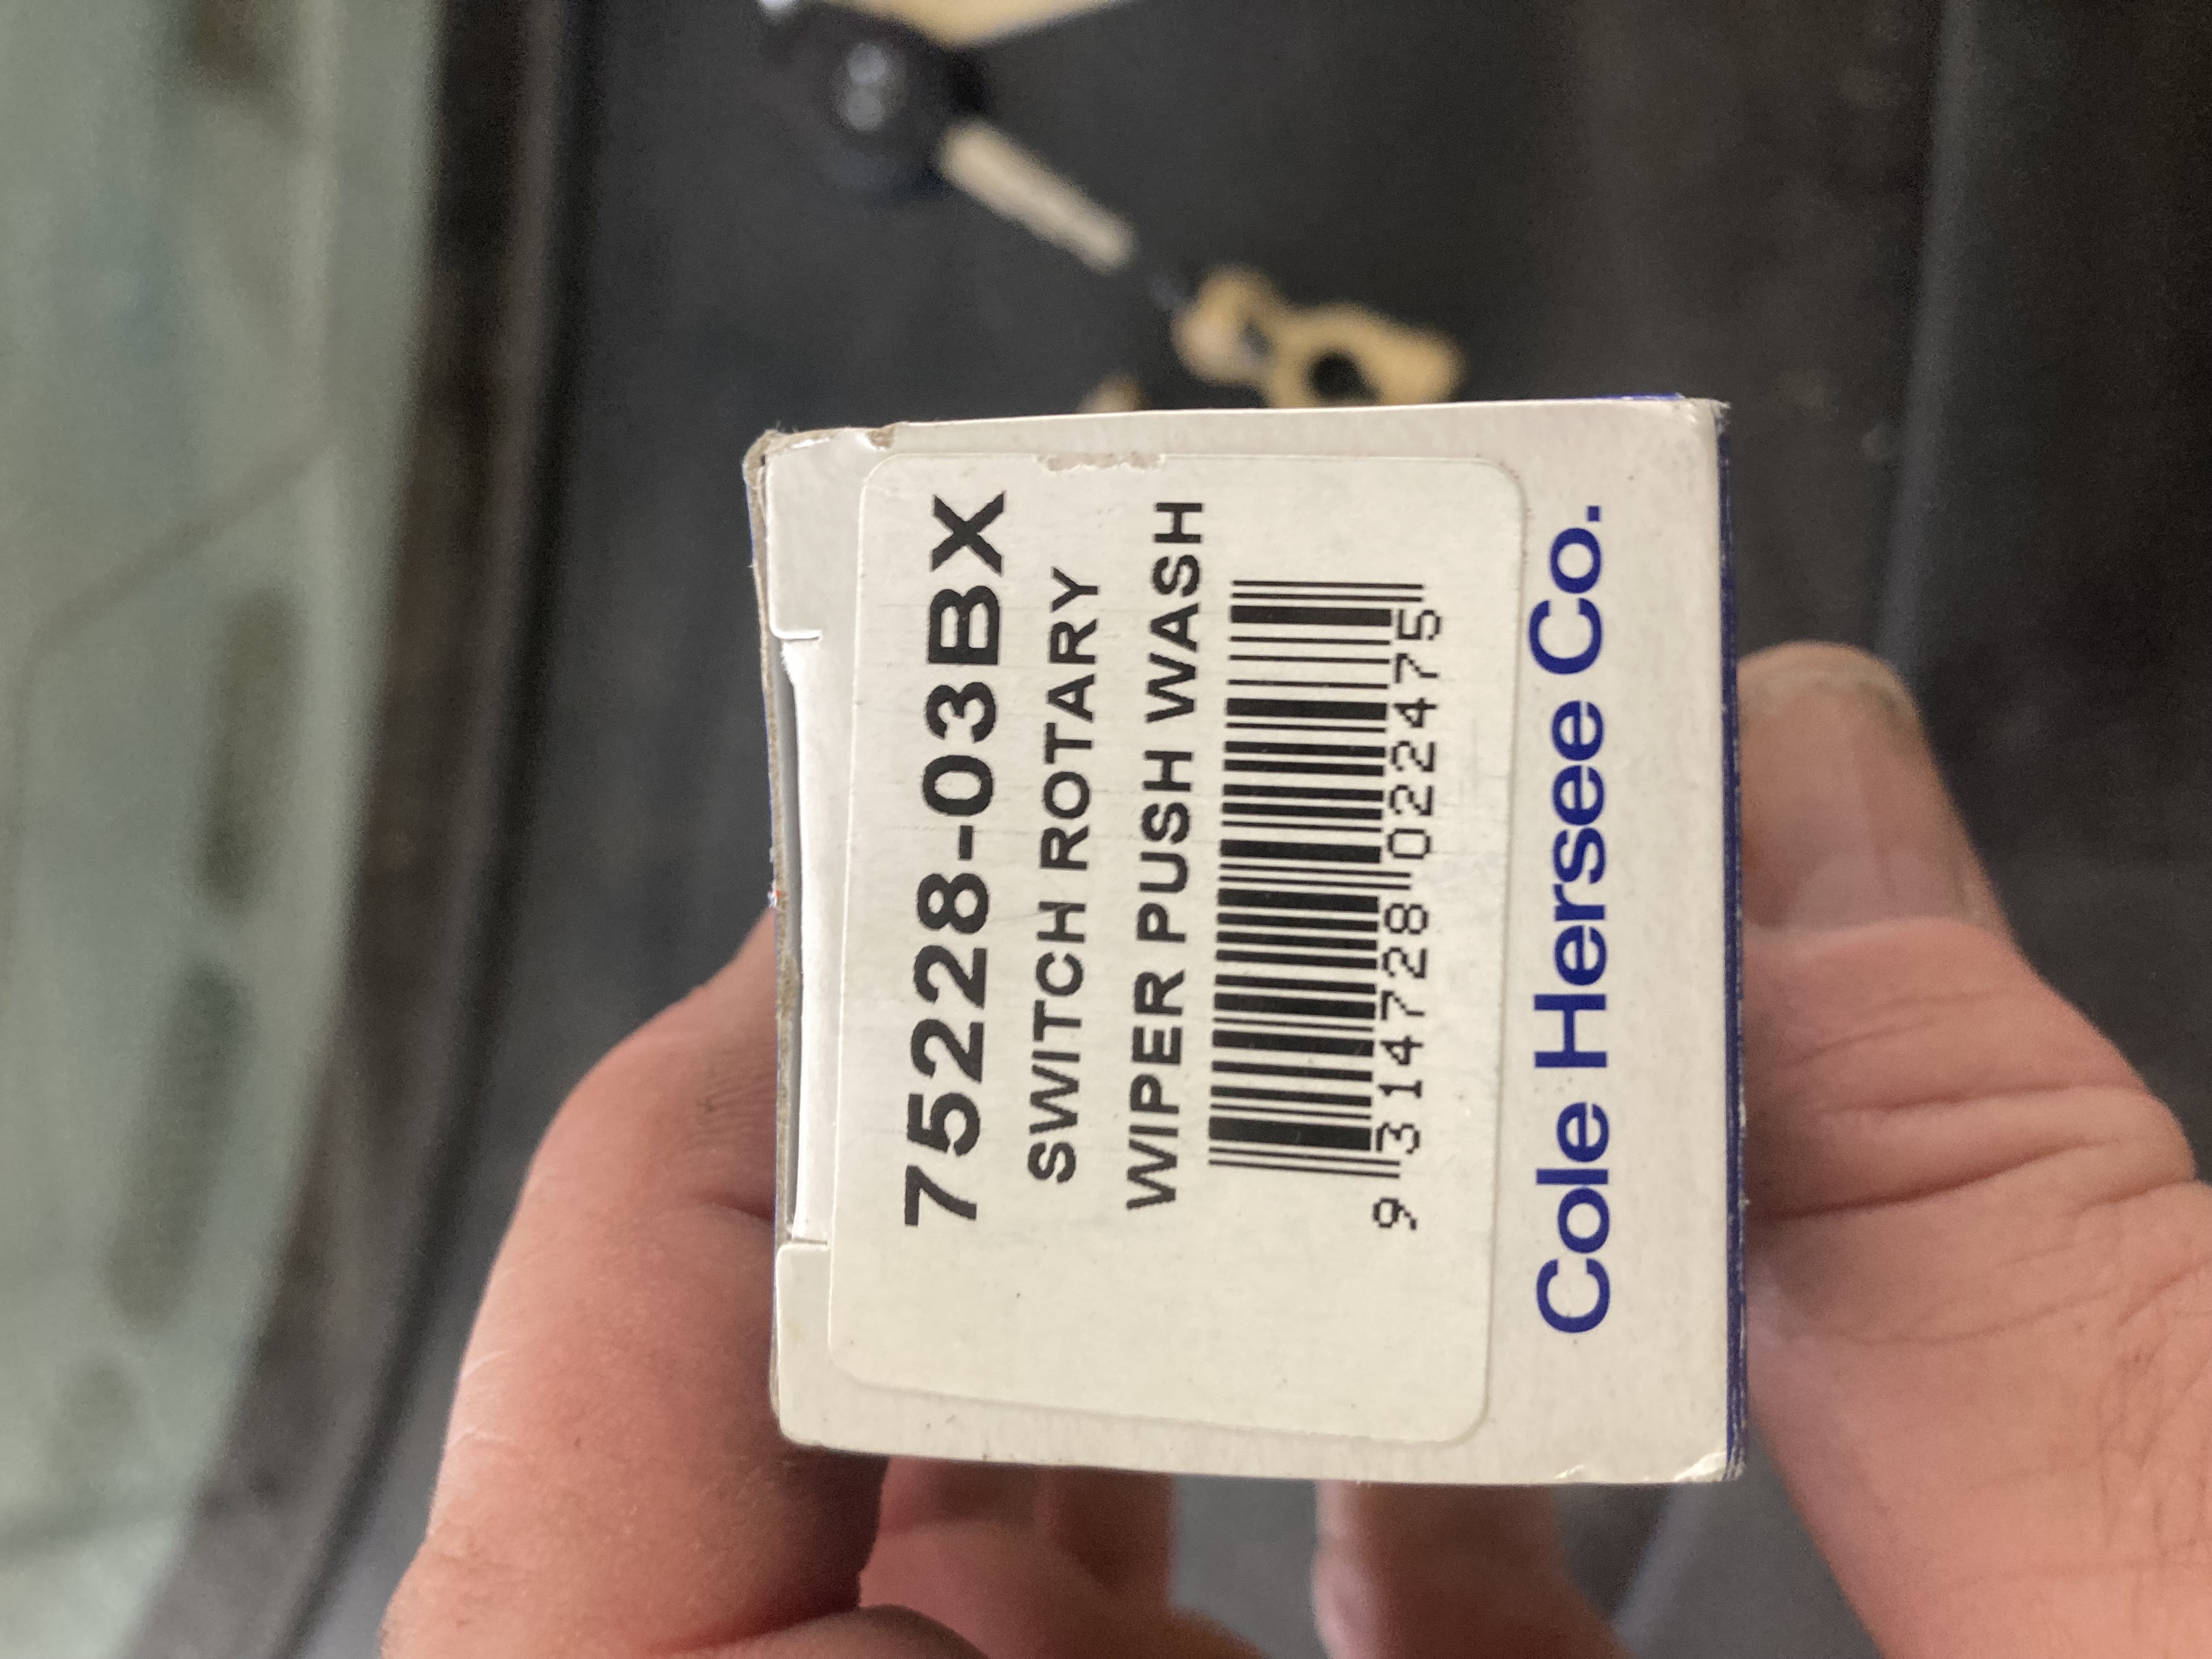 75228-03BX
SWITCH ROTARY
WIPER PUSH WASH
9 314728 022475
Cole Hersee Co.